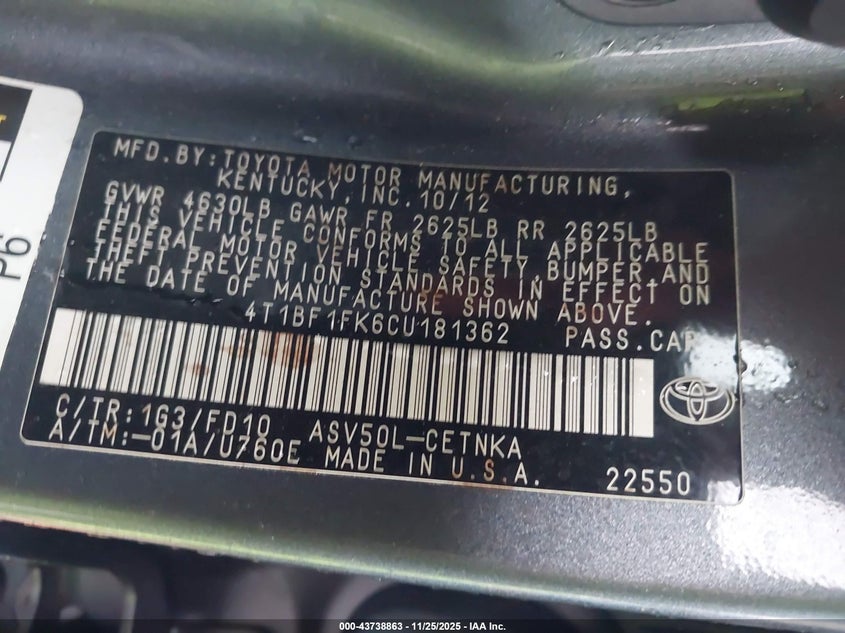 MFD.BY:TOYOTA MOTOR MANUFACTURING,
KENTUCKY,INC.10/12
GVWR 4630LB GAWR FR 2625LB RR 2625LB
THIS VEHICLE CONFORMS TO ALL APPLICABLE
FEDERAL MOTOR VEHICLE SAFETY,BUMPER,AND
THEFT PREVENTION STANDARDS IN EFFECT ON
THE DATE OF MANUFACTURE SHOWN ABOVE.
4T1BF1FK6CU181362 PASS.CAR
C/TR:1G3/FD10 ASV50L-CETNKA
A/TM:-01A/U760E MADE IN U.S.A. 22550
P6
000-43738863 - 11/25/2025 - IAA Inc.